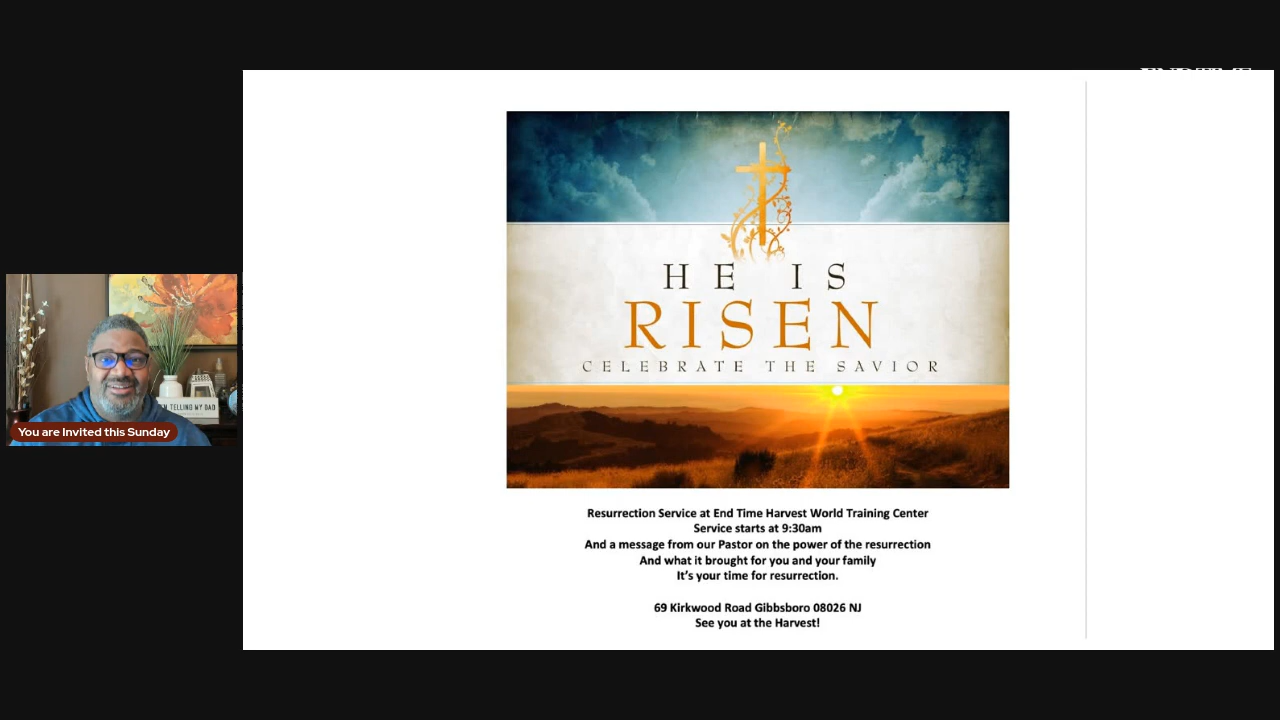 HE IS
RISEN
CELEBRATE THE SAVIOR
TELLING MY DAD
You are Invited this Sunday
Resurrection Service at End Time Harvest World Training Center
Service starts at 9:30am
And a message from our Pastor on the power of the resurrection
And what it brought for you and your family
It's your time for resurrection.
69 Kirkwood Road Gibbsboro 08026 NJ
See you at the Harvest!